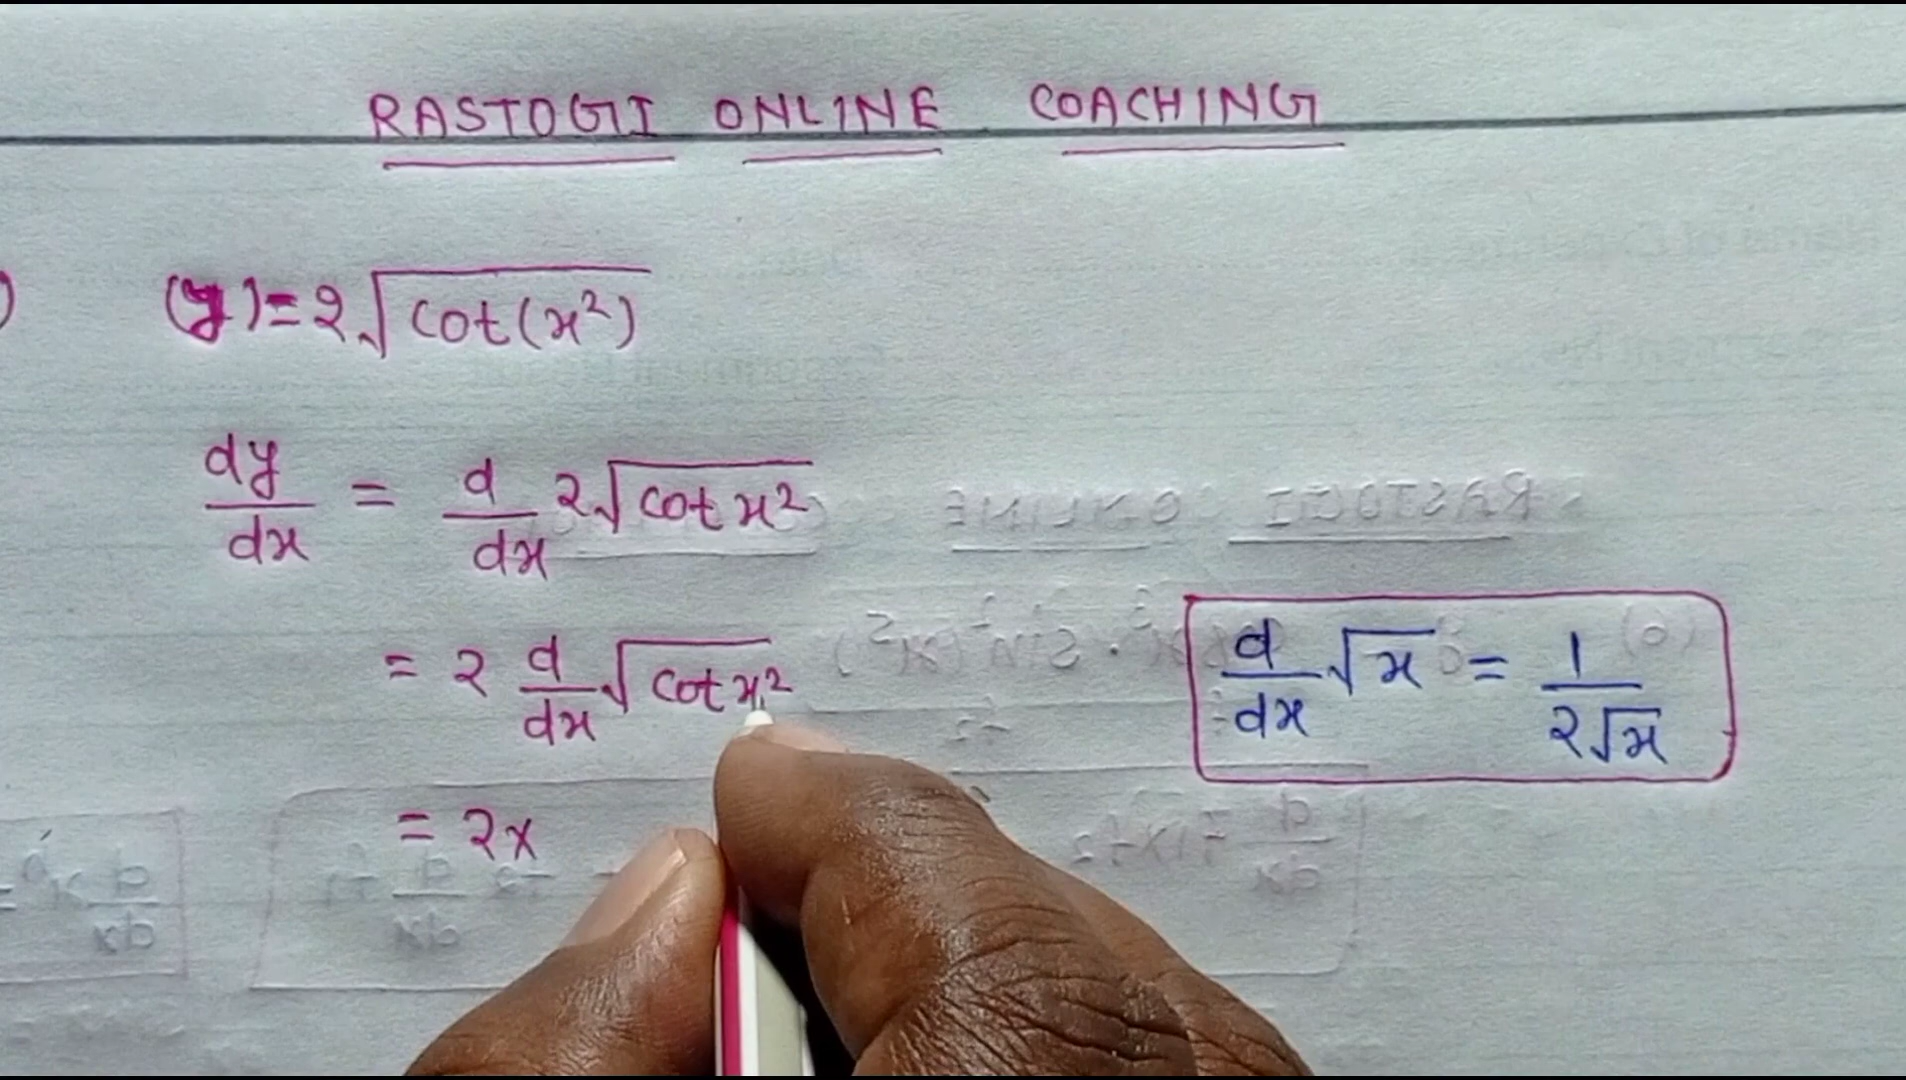 RASTOGI ONLINE COACHING
) (y) = 2√cot(x²)
dy/dx = d/dx 2√cot x²
= 2 d/dx √cot x²
d/dx √x = 1/2√x
= 2×